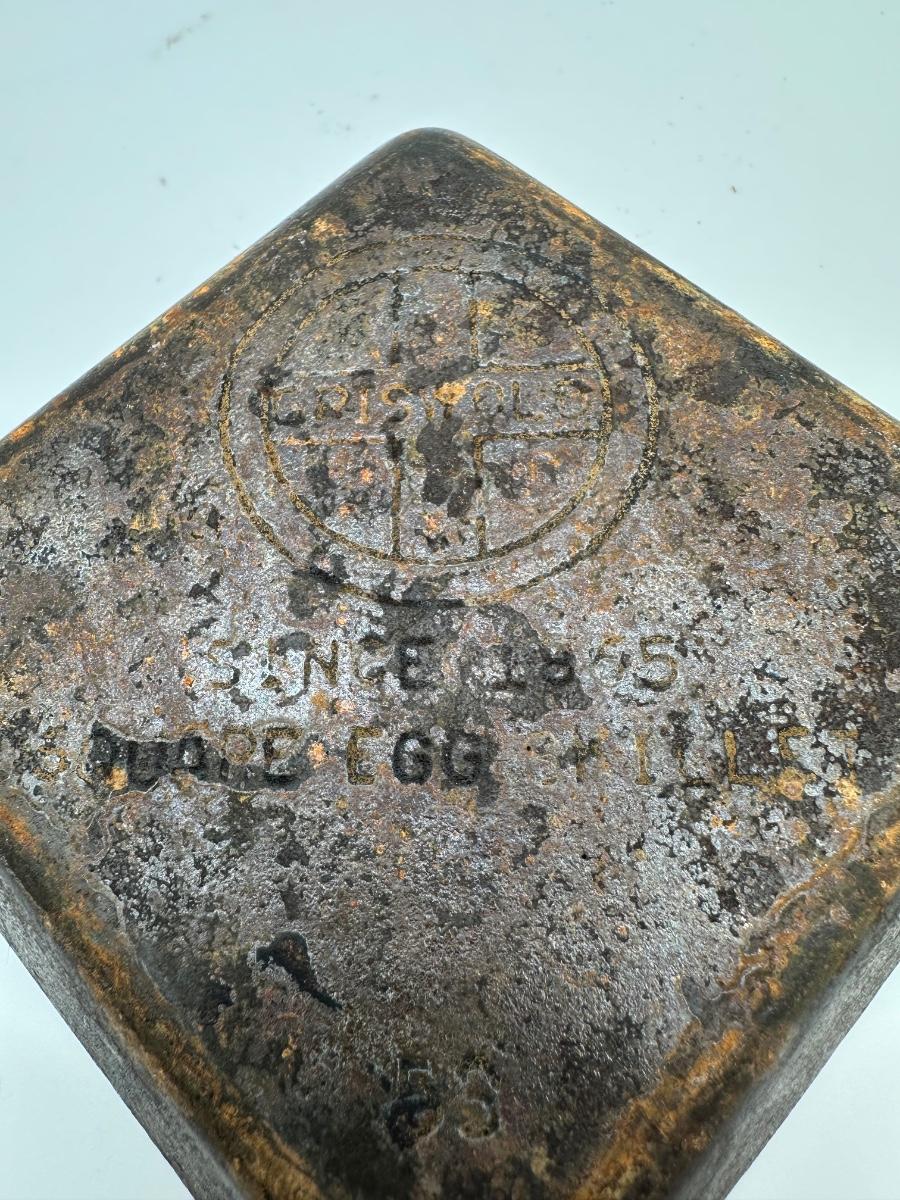 GRISWOLD
SINCE 1865
SQUARE EGG SKILLET
53